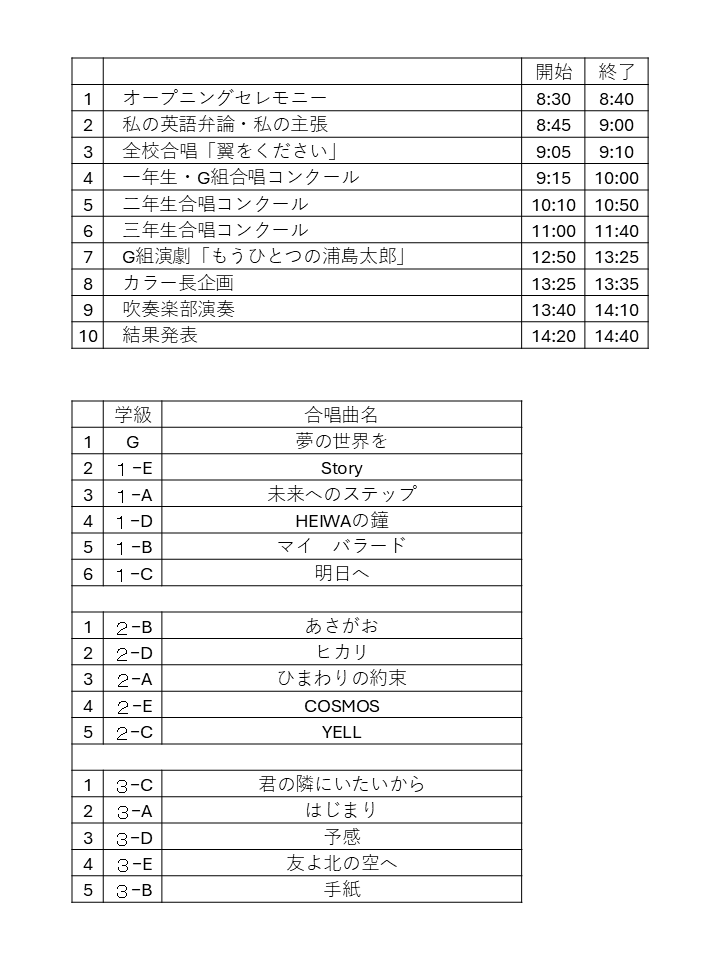 開始 終了
1 オープニングセレモニー 8:30 8:40
2 私の英語弁論・私の主張 8:45 9:00
3 全校合唱「翼をください」 9:05 9:10
4 一年生・G組合唱コンクール 9:15 10:00
5 二年生合唱コンクール 10:10 10:50
6 三年生合唱コンクール 11:00 11:40
7 G組演劇「もうひとつの浦島太郎」 12:50 13:25
8 カラー長企画 13:25 13:35
9 吹奏楽部演奏 13:40 14:10
10 結果発表 14:20 14:40
学級 合唱曲名
1 G 夢の世界を
2 1-E Story
3 1-A 未来へのステップ
4 1-D HEIWAの鐘
5 1-B マイ　バラード
6 1-C 明日へ
1 2-B あさがお
2 2-D ヒカリ
3 2-A ひまわりの約束
4 2-E COSMOS
5 2-C YELL
1 3-C 君の隣にいたいから
2 3-A はじまり
3 3-D 予感
4 3-E 友よ北の空へ
5 3-B 手紙